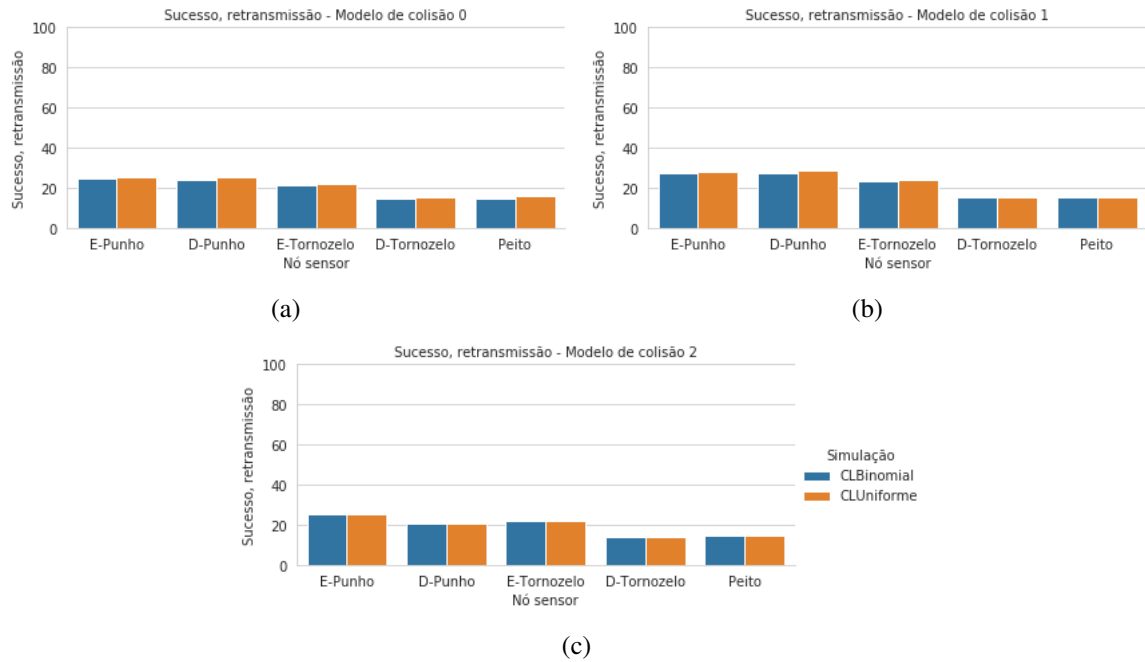 Sucesso, retransmissão - Modelo de colisão 0
Sucesso, retransmissão
100
80
60
40
20
0
E-Punho D-Punho E-Tornozelo D-Tornozelo Peito
Nó sensor
(a)
Sucesso, retransmissão - Modelo de colisão 1
Sucesso, retransmissão
100
80
60
40
20
0
E-Punho D-Punho E-Tornozelo D-Tornozelo Peito
Nó sensor
(b)
Sucesso, retransmissão - Modelo de colisão 2
Sucesso, retransmissão
100
80
60
40
20
0
E-Punho D-Punho E-Tornozelo D-Tornozelo Peito
Nó sensor
Simulação
CLBinomial
CLUniforme
(c)